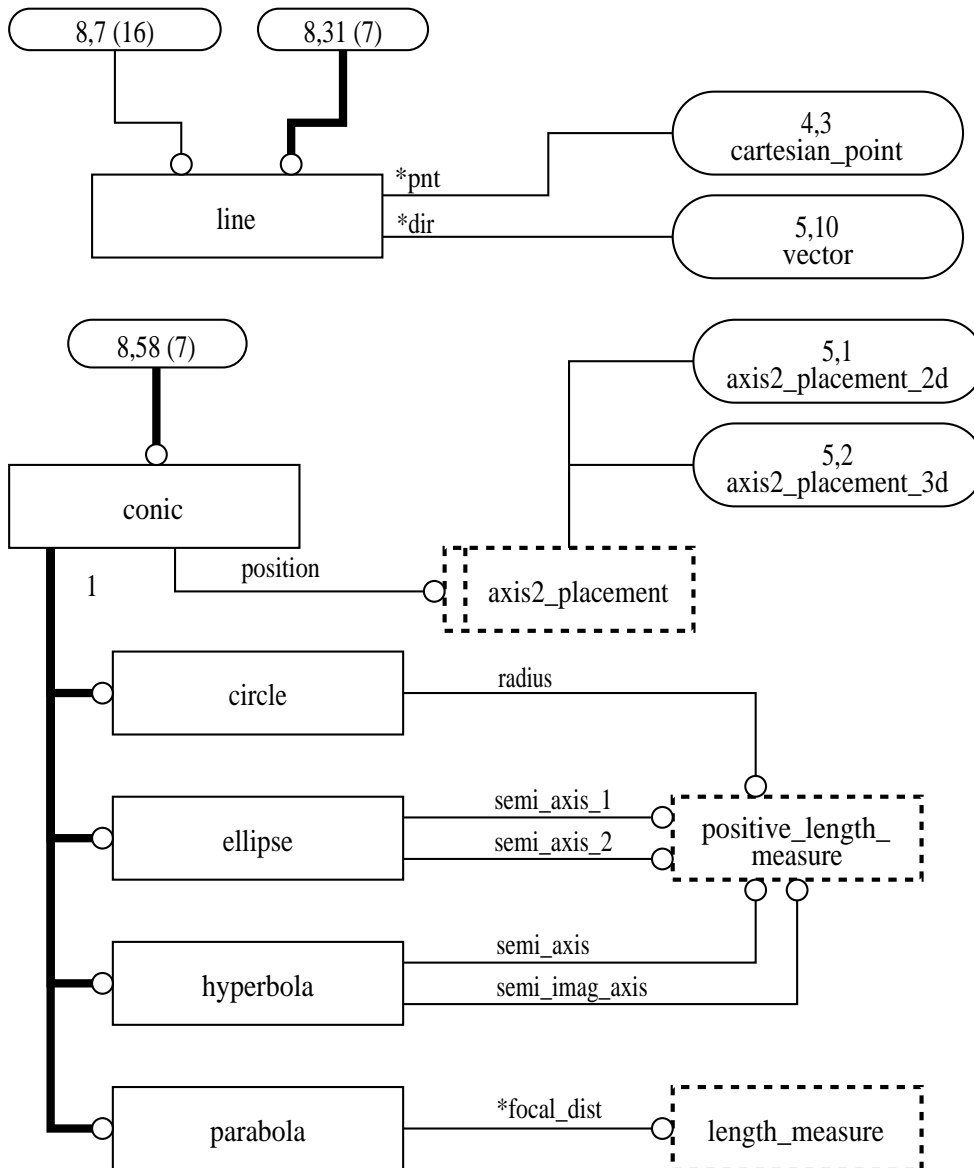 8,7 (16)
8,31 (7)
4,3
cartesian_point
*pnt
line
*dir
5,10
vector
8,58 (7)
5,1
axis2_placement_2d
5,2
axis2_placement_3d
conic
position
1
axis2_placement
circle
radius
ellipse
semi_axis_1
semi_axis_2
positive_length_
measure
hyperbola
semi_axis
semi_imag_axis
parabola
*focal_dist
length_measure